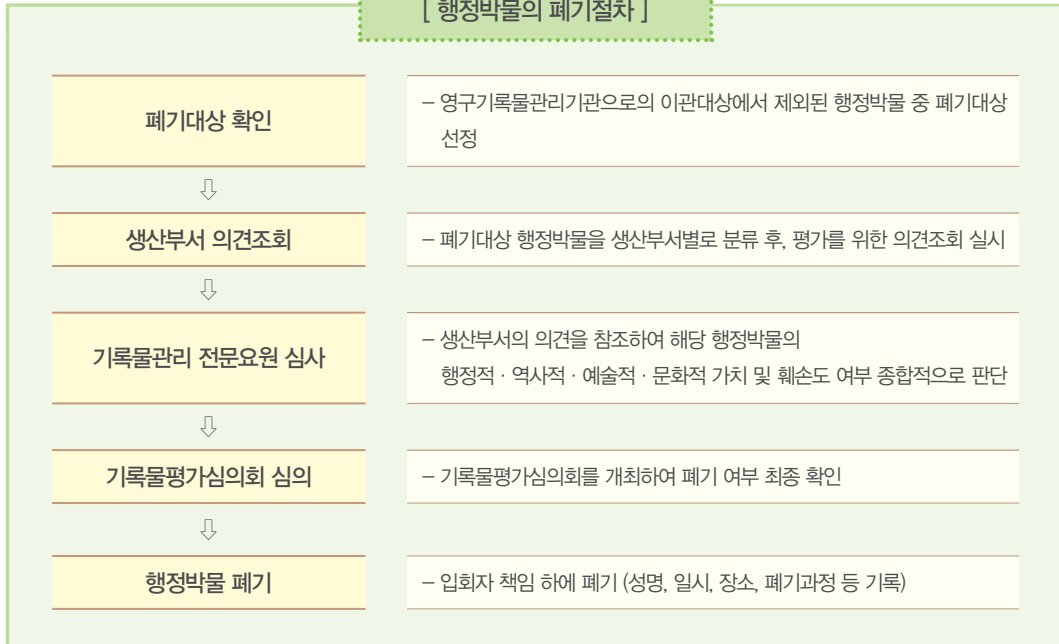 [ 행정박물의 폐기절차 ]
폐기대상 확인
– 영구기록물관리기관으로의 이관대상에서 제외된 행정박물 중 폐기대상
선정
⇩
생산부서 의견조회
– 폐기대상 행정박물을 생산부서별로 분류 후, 평가를 위한 의견조회 실시
⇩
기록물관리 전문요원 심사
– 생산부서의 의견을 참조하여 해당 행정박물의
행정적 · 역사적 · 예술적 · 문화적 가치 및 훼손도 여부 종합적으로 판단
⇩
기록물평가심의회 심의
– 기록물평가심의회를 개최하여 폐기 여부 최종 확인
⇩
행정박물 폐기
– 입회자 책임 하에 폐기 (성명, 일시, 장소, 폐기과정 등 기록)